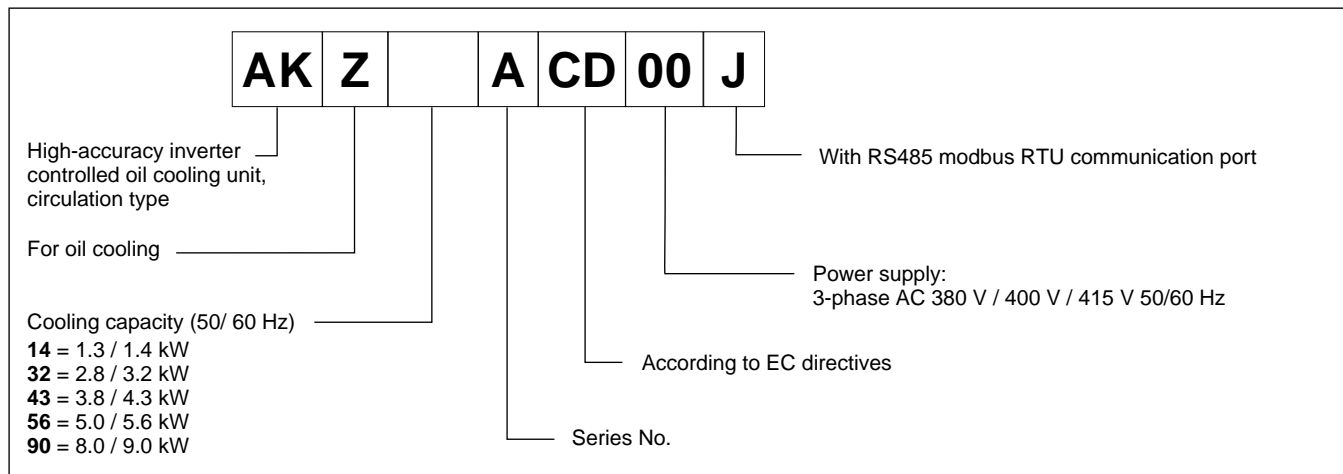 AK Z A CD 00 J
High-accuracy inverter
controlled oil cooling unit,
circulation type
With RS485 modbus RTU communication port
For oil cooling
Power supply:
3-phase AC 380 V / 400 V / 415 V 50/60 Hz
Cooling capacity (50/ 60 Hz)
14 = 1.3 / 1.4 kW
32 = 2.8 / 3.2 kW
43 = 3.8 / 4.3 kW
56 = 5.0 / 5.6 kW
90 = 8.0 / 9.0 kW
According to EC directives
Series No.